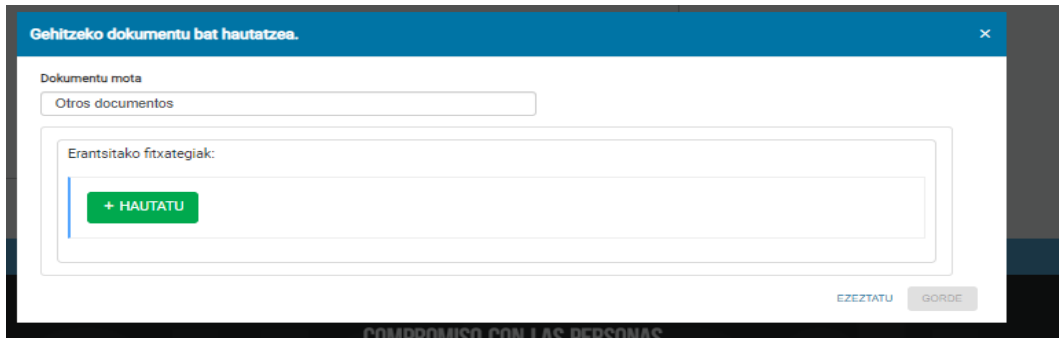 Gehitzeko dokumentu bat hautatzea. ×
Dokumentu mota
Otros documentos
Erantsitako fitxategiak:
+ HAUTATU
EZEZTATU GORDE
COMPROMISO CON LAS PERSONAS